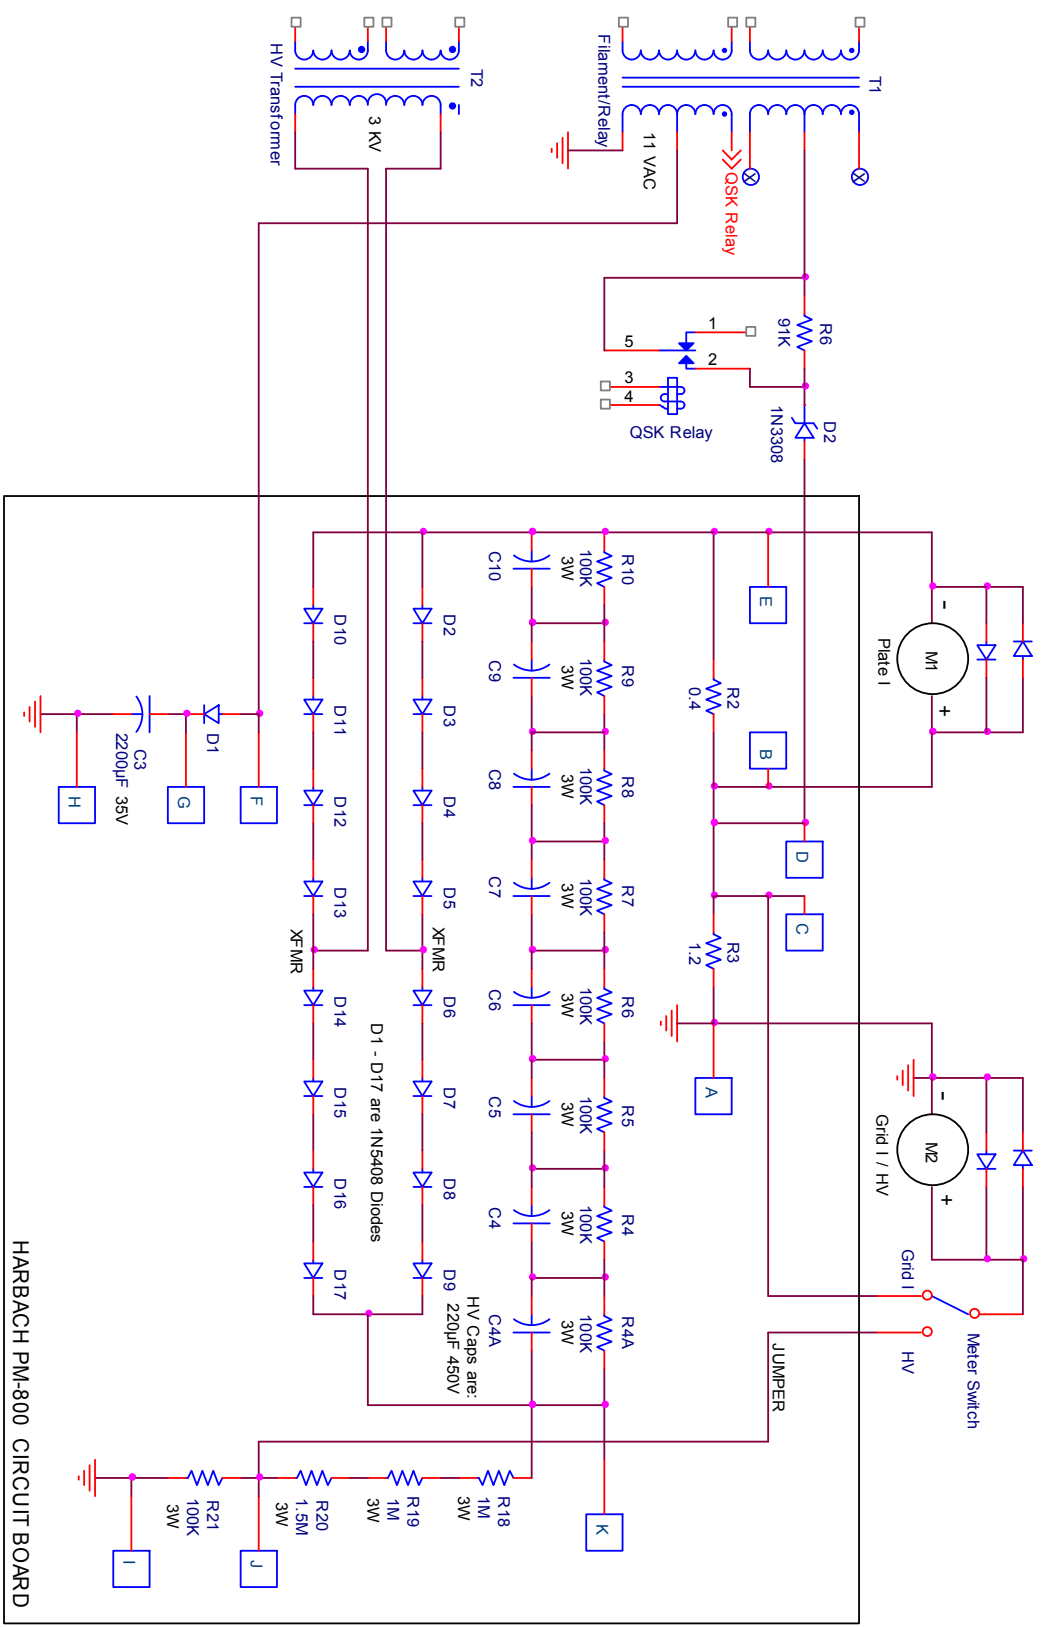 T2
HV Transformer
3 KV
T1
Filament/Relay
11 VAC
QSK Relay
X
X
R6
91K
1
5
2
3
4
QSK Relay
D2
1N3308
E
M1
-
+
Plate I
R2
0.4
B
D
C
R3
1.2
A
M2
-
+
Grid I / HV
Grid I
HV
Meter Switch
JUMPER
R10
100K
3W
C10
R9
100K
3W
C9
R8
100K
3W
C8
R7
100K
3W
C7
R6
100K
3W
C6
R5
100K
3W
C5
R4
100K
3W
C4
R4A
100K
3W
C4A
HV Caps are:
220µF 450V
D2
D3
D4
D5
XFMR
D6
D7
D8
D9
D10
D11
D12
D13
XFMR
D14
D15
D16
D17
D1 - D17 are 1N5408 Diodes
D1
C3
2200µF 35V
F
G
H
K
R18
1M
3W
R19
1M
3W
R20
1.5M
3W
R21
100K
3W
J
I
HARBACH PM-800 CIRCUIT BOARD